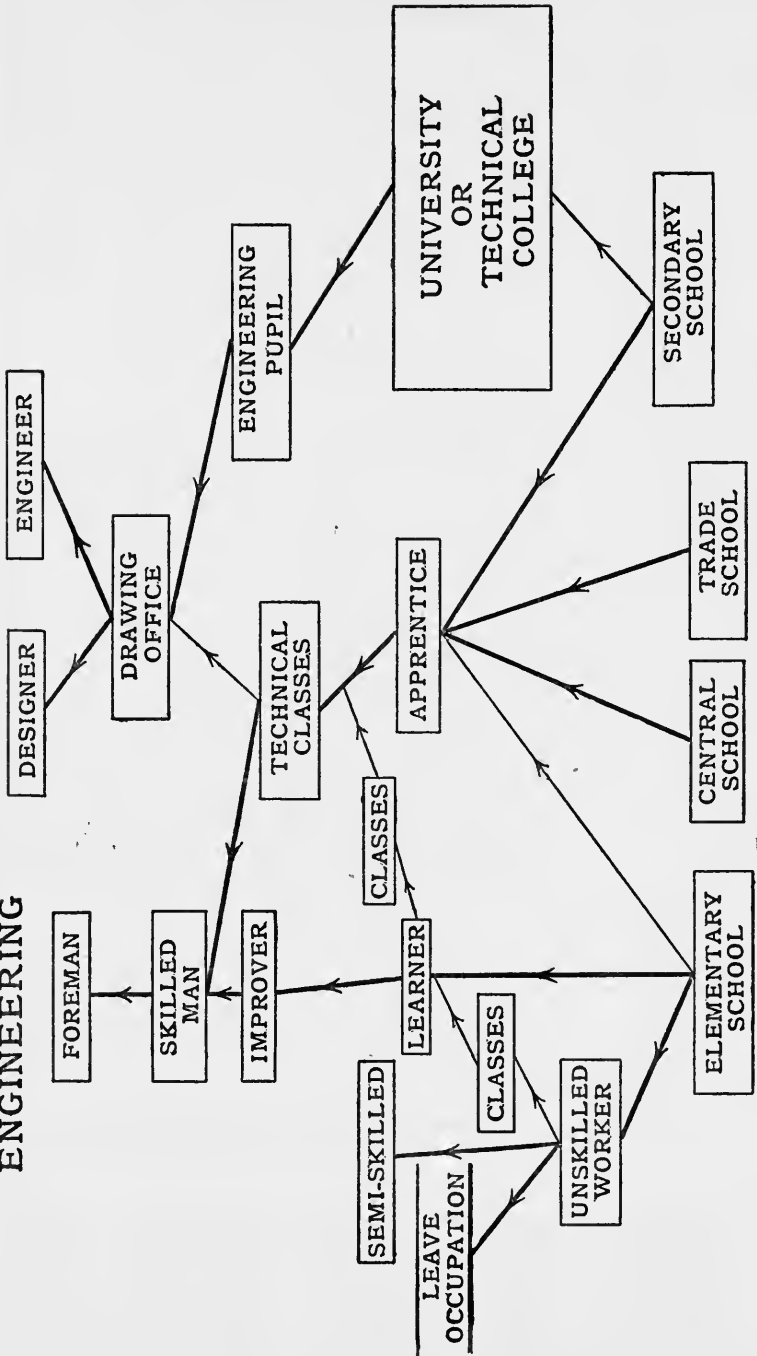 ENGINEERING
FOREMAN
DESIGNER
ENGINEER
SKILLED
MAN
DRAWING
OFFICE
IMPROVER
TECHNICAL
CLASSES
ENGINEERING
PUPIL
SEMI-SKILLED
LEARNER
CLASSES
APPRENTICE
UNIVERSITY
OR
TECHNICAL
COLLEGE
LEAVE
OCCUPATION
CLASSES
UNSKILLED
WORKER
ELEMENTARY
SCHOOL
CENTRAL
SCHOOL
TRADE
SCHOOL
SECONDARY
SCHOOL